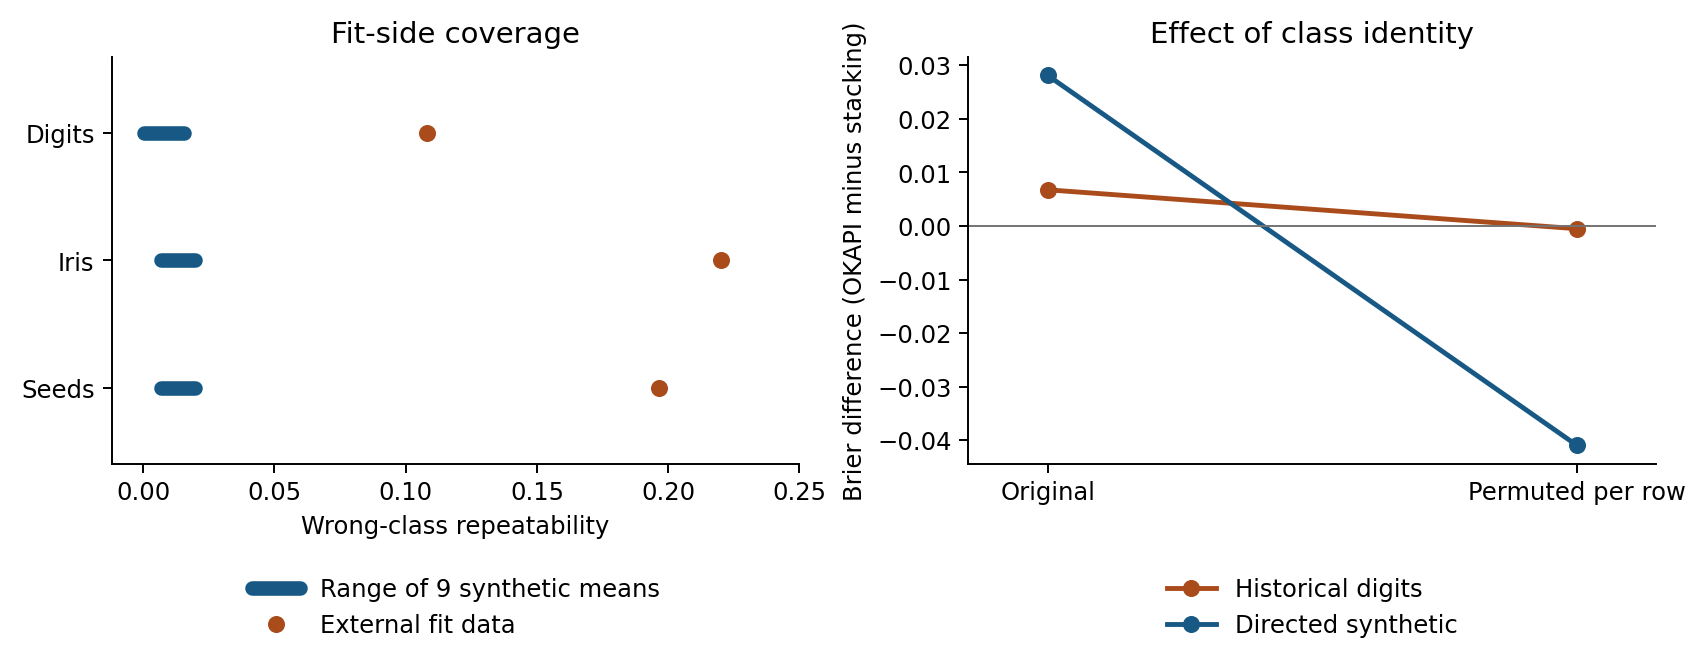 Fit-side coverage
Digits
Iris
Seeds
0.00 0.05 0.10 0.15 0.20 0.25
Wrong-class repeatability
Range of 9 synthetic means
External fit data
Effect of class identity
Brier difference (OKAPI minus stacking)
0.03
0.02
0.01
0.00
−0.01
−0.02
−0.03
−0.04
Original Permuted per row
Historical digits
Directed synthetic